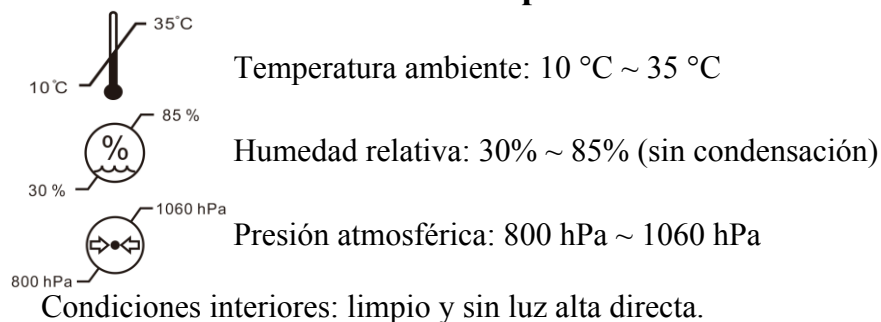 35°C
10°C
Temperatura ambiente: 10 °C ~ 35 °C
85 %
%
30 %
Humedad relativa: 30% ~ 85% (sin condensación)
1060 hPa
800 hPa
Presión atmosférica: 800 hPa ~ 1060 hPa
Condiciones interiores: limpio y sin luz alta directa.